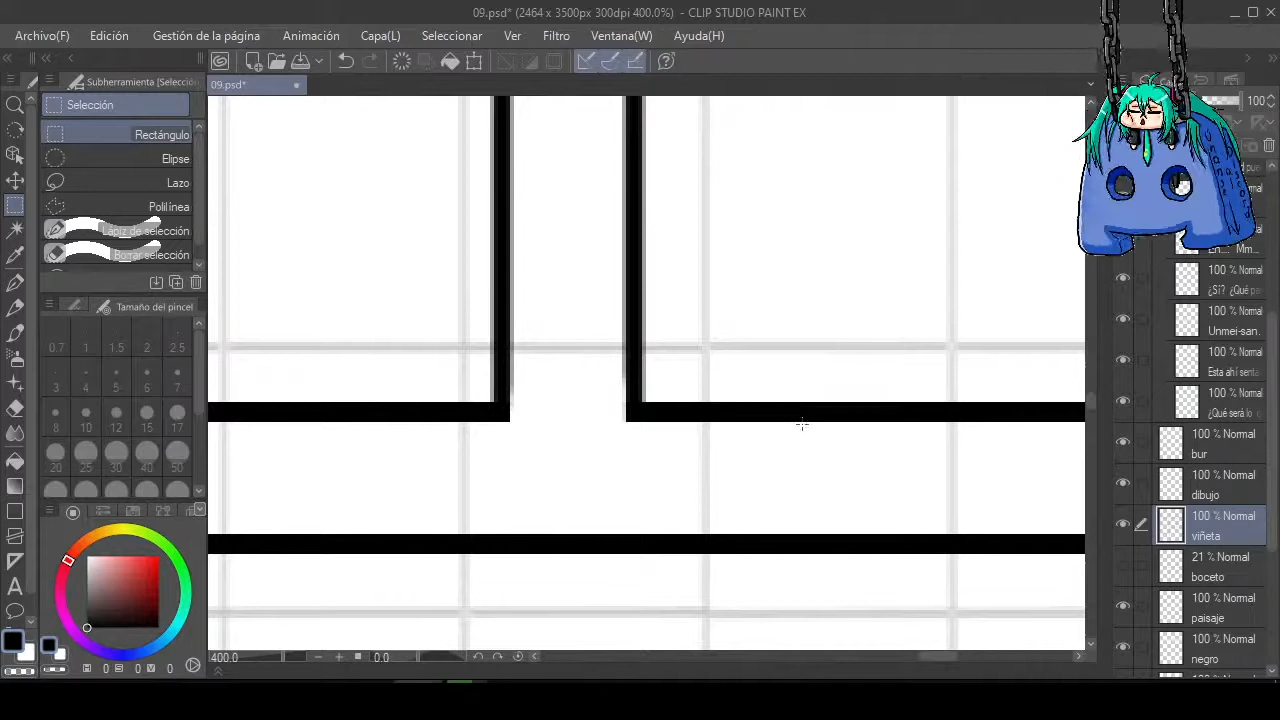 09.psd* (2464 x 3500px 300dpi 400.0%) - CLIP STUDIO PAINT EX
Archivo(F) Edición Gestión de la página Animación Capa(L) Seleccionar Ver Filtro Ventana(W) Ayuda(H)
Subherramienta [Selección
09.psd*
Selección
100
Rectángulo
Elipse
Lazo
Polilínea
Lápiz de selección
Borrar selección
Tamaño del pincel
0.7 1 1.5 2 2.5
3 4 5 6 7
8 10 12 15 17
20 25 30 40 50
100 % Normal
¿Sí? ¿Qué pa
100 % Normal
Unmei-san.
100 % Normal
Esta ahí senta
100 % Normal
¿Qué será lo
100 % Normal
bur
100 % Normal
dibujo
100 % Normal
viñeta
21 % Normal
boceto
100 % Normal
paisaje
100 % Normal
negro
400.0 0.0
H 0 S 0 V 0